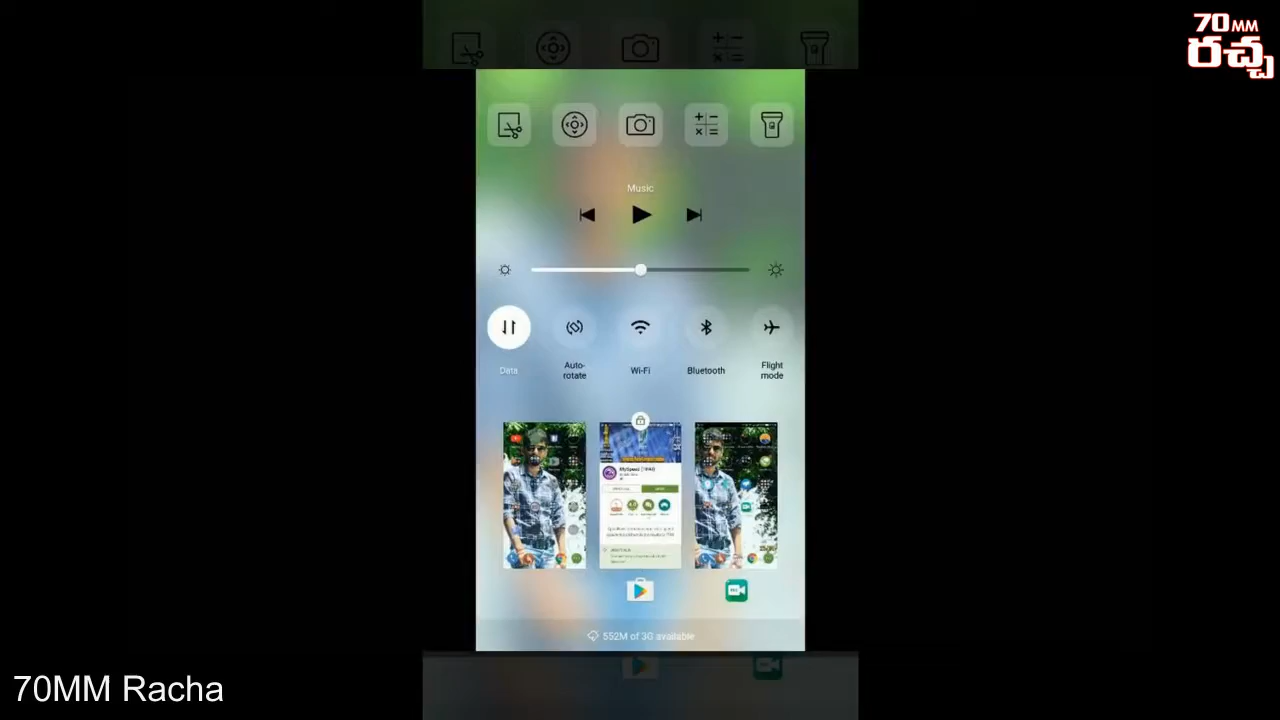 70MM
రచ్చ
Music
Data
Auto-
rotate
Wi-Fi
Bluetooth
Flight
mode
552M of 3G available
70MM Racha